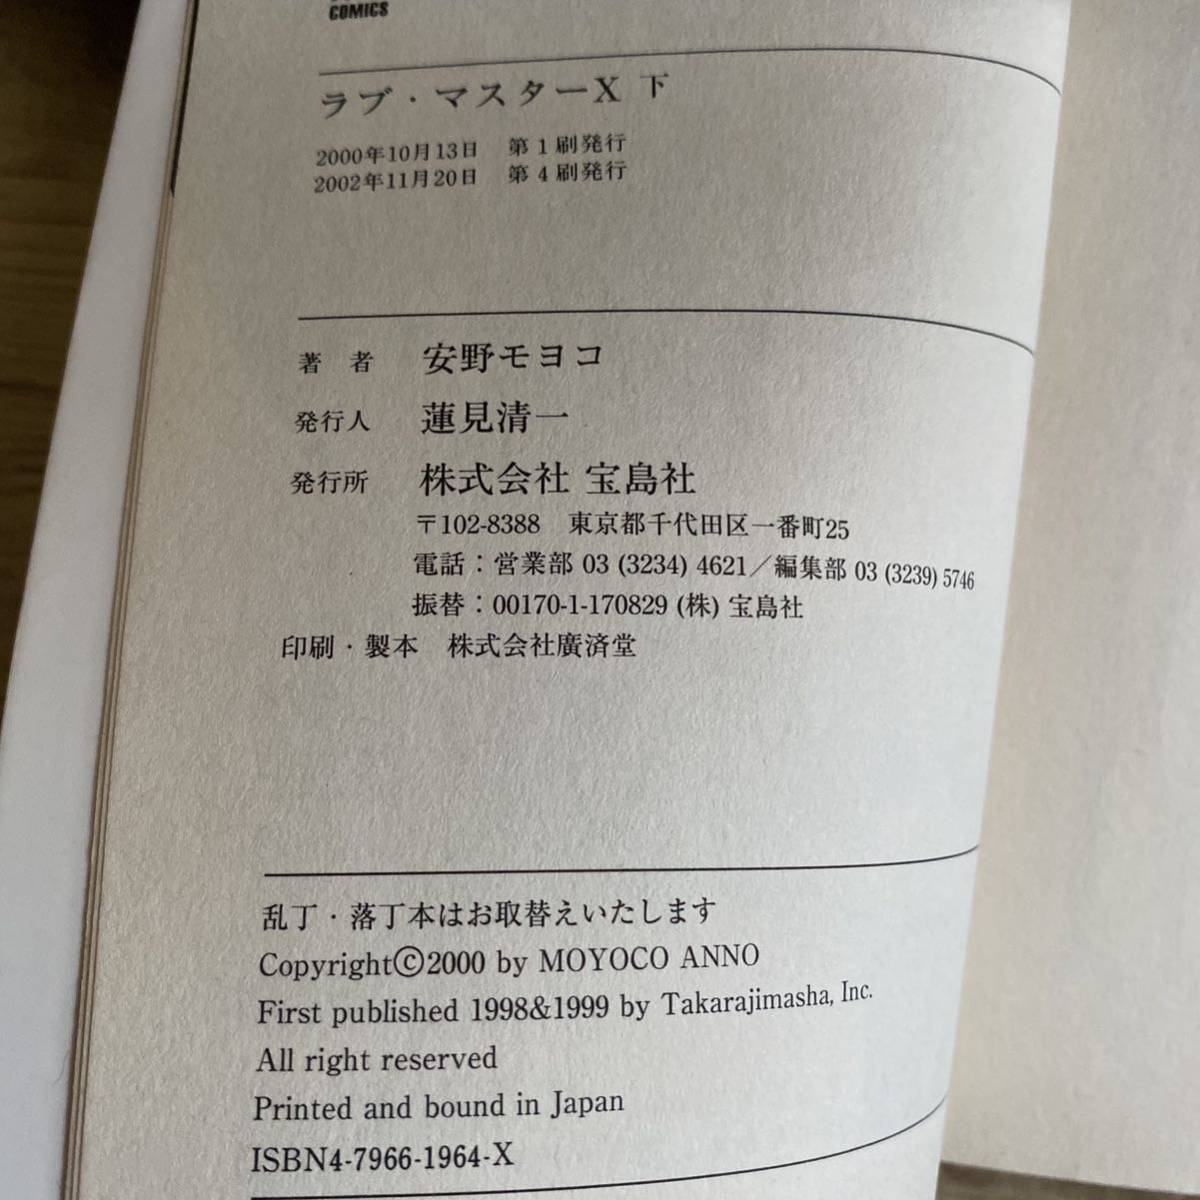 COMICS
ラブ・マスターX 下
2000年10月13日 第1刷発行
2002年11月20日 第4刷発行
著 者 安野モヨコ
発行人 蓮見清一
発行所 株式会社 宝島社
〒102-8388 東京都千代田区一番町25
電話：営業部 03 (3234) 4621／編集部 03 (3239) 5746
振替：00170-1-170829 (株) 宝島社
印刷・製本 株式会社廣済堂
乱丁・落丁本はお取替えいたします
Copyright©2000 by MOYOCO ANNO
First published 1998&1999 by Takarajimasha, Inc.
All right reserved
Printed and bound in Japan
ISBN4-7966-1964-X